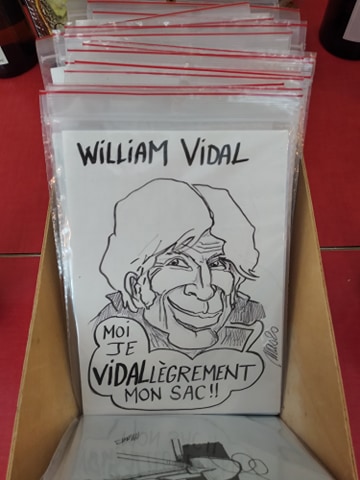 WILLIAM VIDAL
MOI
JE
VIDALLÈGREMENT
MON SAC!!